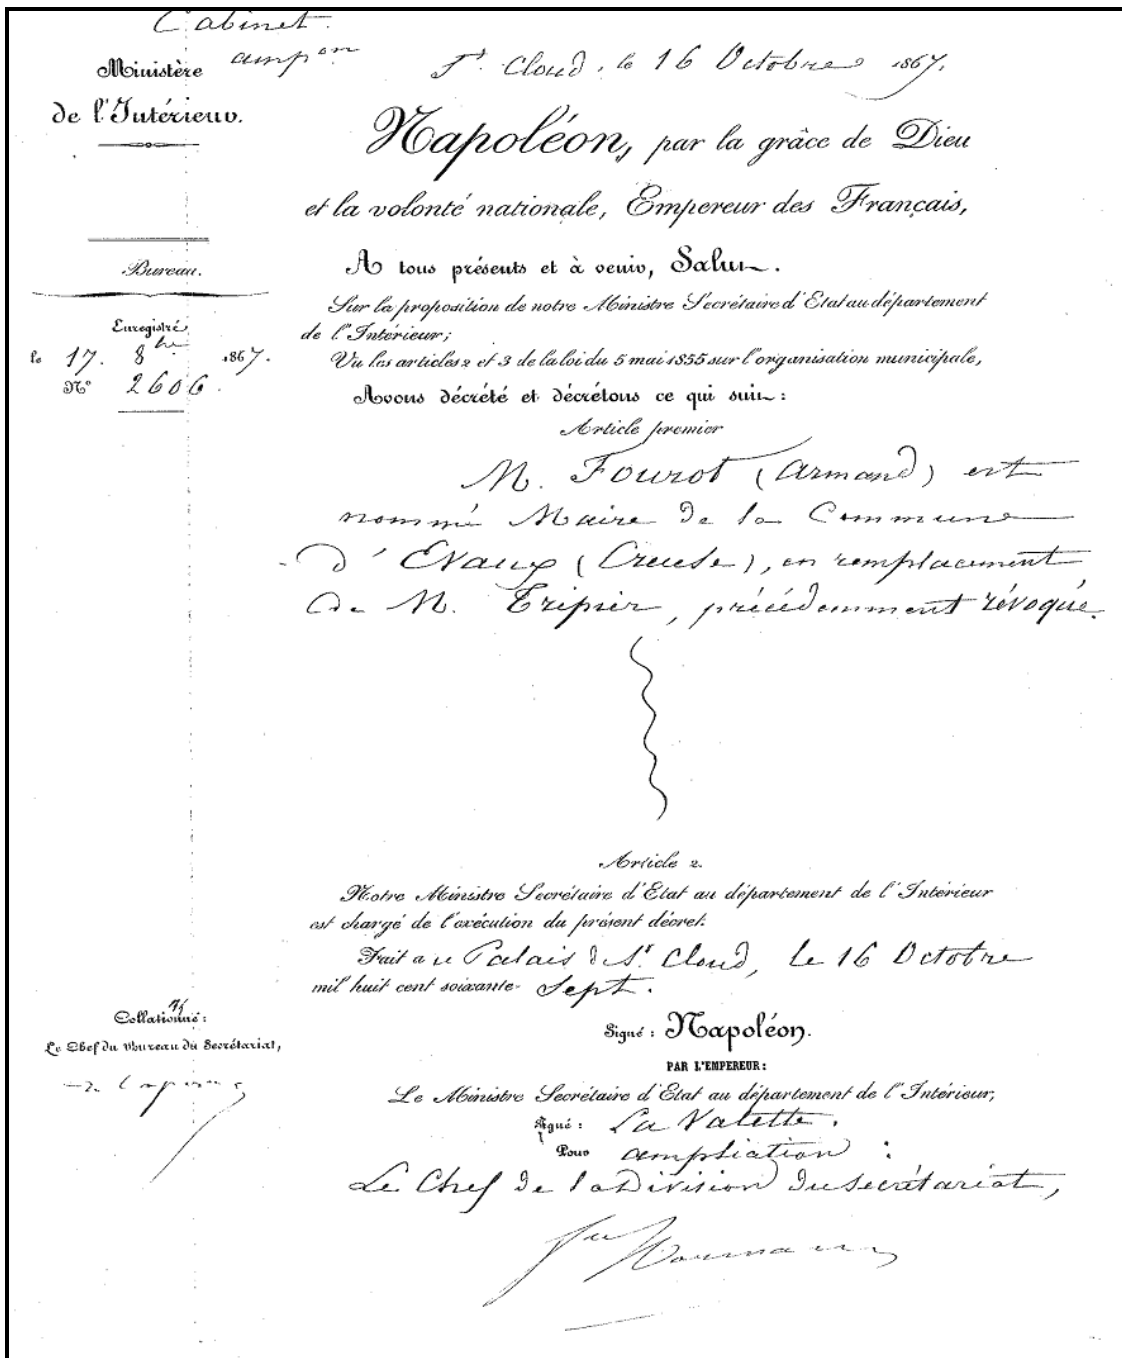 Cabinet.
Ministère
ampon
de l'Intérieur.
St Cloud, le 16 Octobre 1867.
Napoléon, par la grâce de Dieu
et la volonté nationale, Empereur des Français,
A tous présents et à venir, Salut.
Bureau.
Enregistré
le 17. 8bre 1867.
No 2606.
Sur la proposition de notre Ministre Secrétaire d'Etat au département
de l'Intérieur;
Vu les articles 2 et 3 de la loi du 5 mai 1855 sur l'organisation municipale,
Avons décrété et décrétons ce qui suit:
Article premier
M. Fourot (Armand) est
nommé Maire de la Commune
d'Evaux (Creuse), en remplacement
de M. Tripier, précédemment révoqué.
Article 2.
Notre Ministre Secrétaire d'Etat au département de l'Intérieur
est chargé de l'exécution du présent décret.
Fait au Palais de St Cloud, le 16 Octobre
mil huit cent soixante-Sept.
Collationné:
Le Chef du Bureau du Secrétariat,
Signé: Napoléon.
PAR L'EMPEREUR:
Le Ministre Secrétaire d'Etat au département de l'Intérieur,
Signé: La Valette.
Pour ampliation:
Le Chef de la Division du Secrétariat,